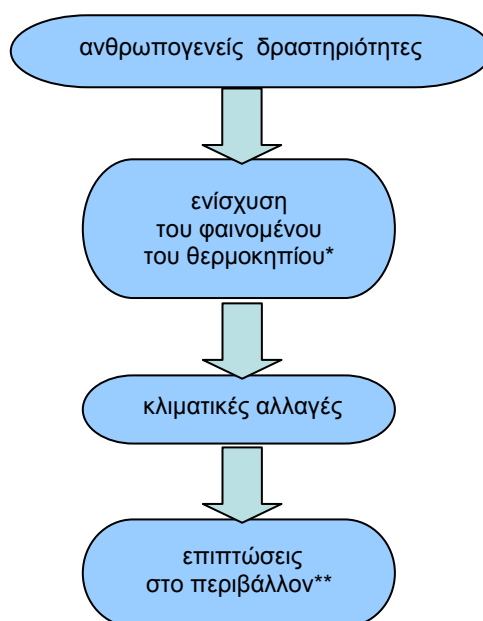 ανθρωπογενείς δραστηριότητες
ενίσχυση
του φαινομένου
του θερμοκηπίου*
κλιματικές αλλαγές
επιπτώσεις
στο περιβάλλον**